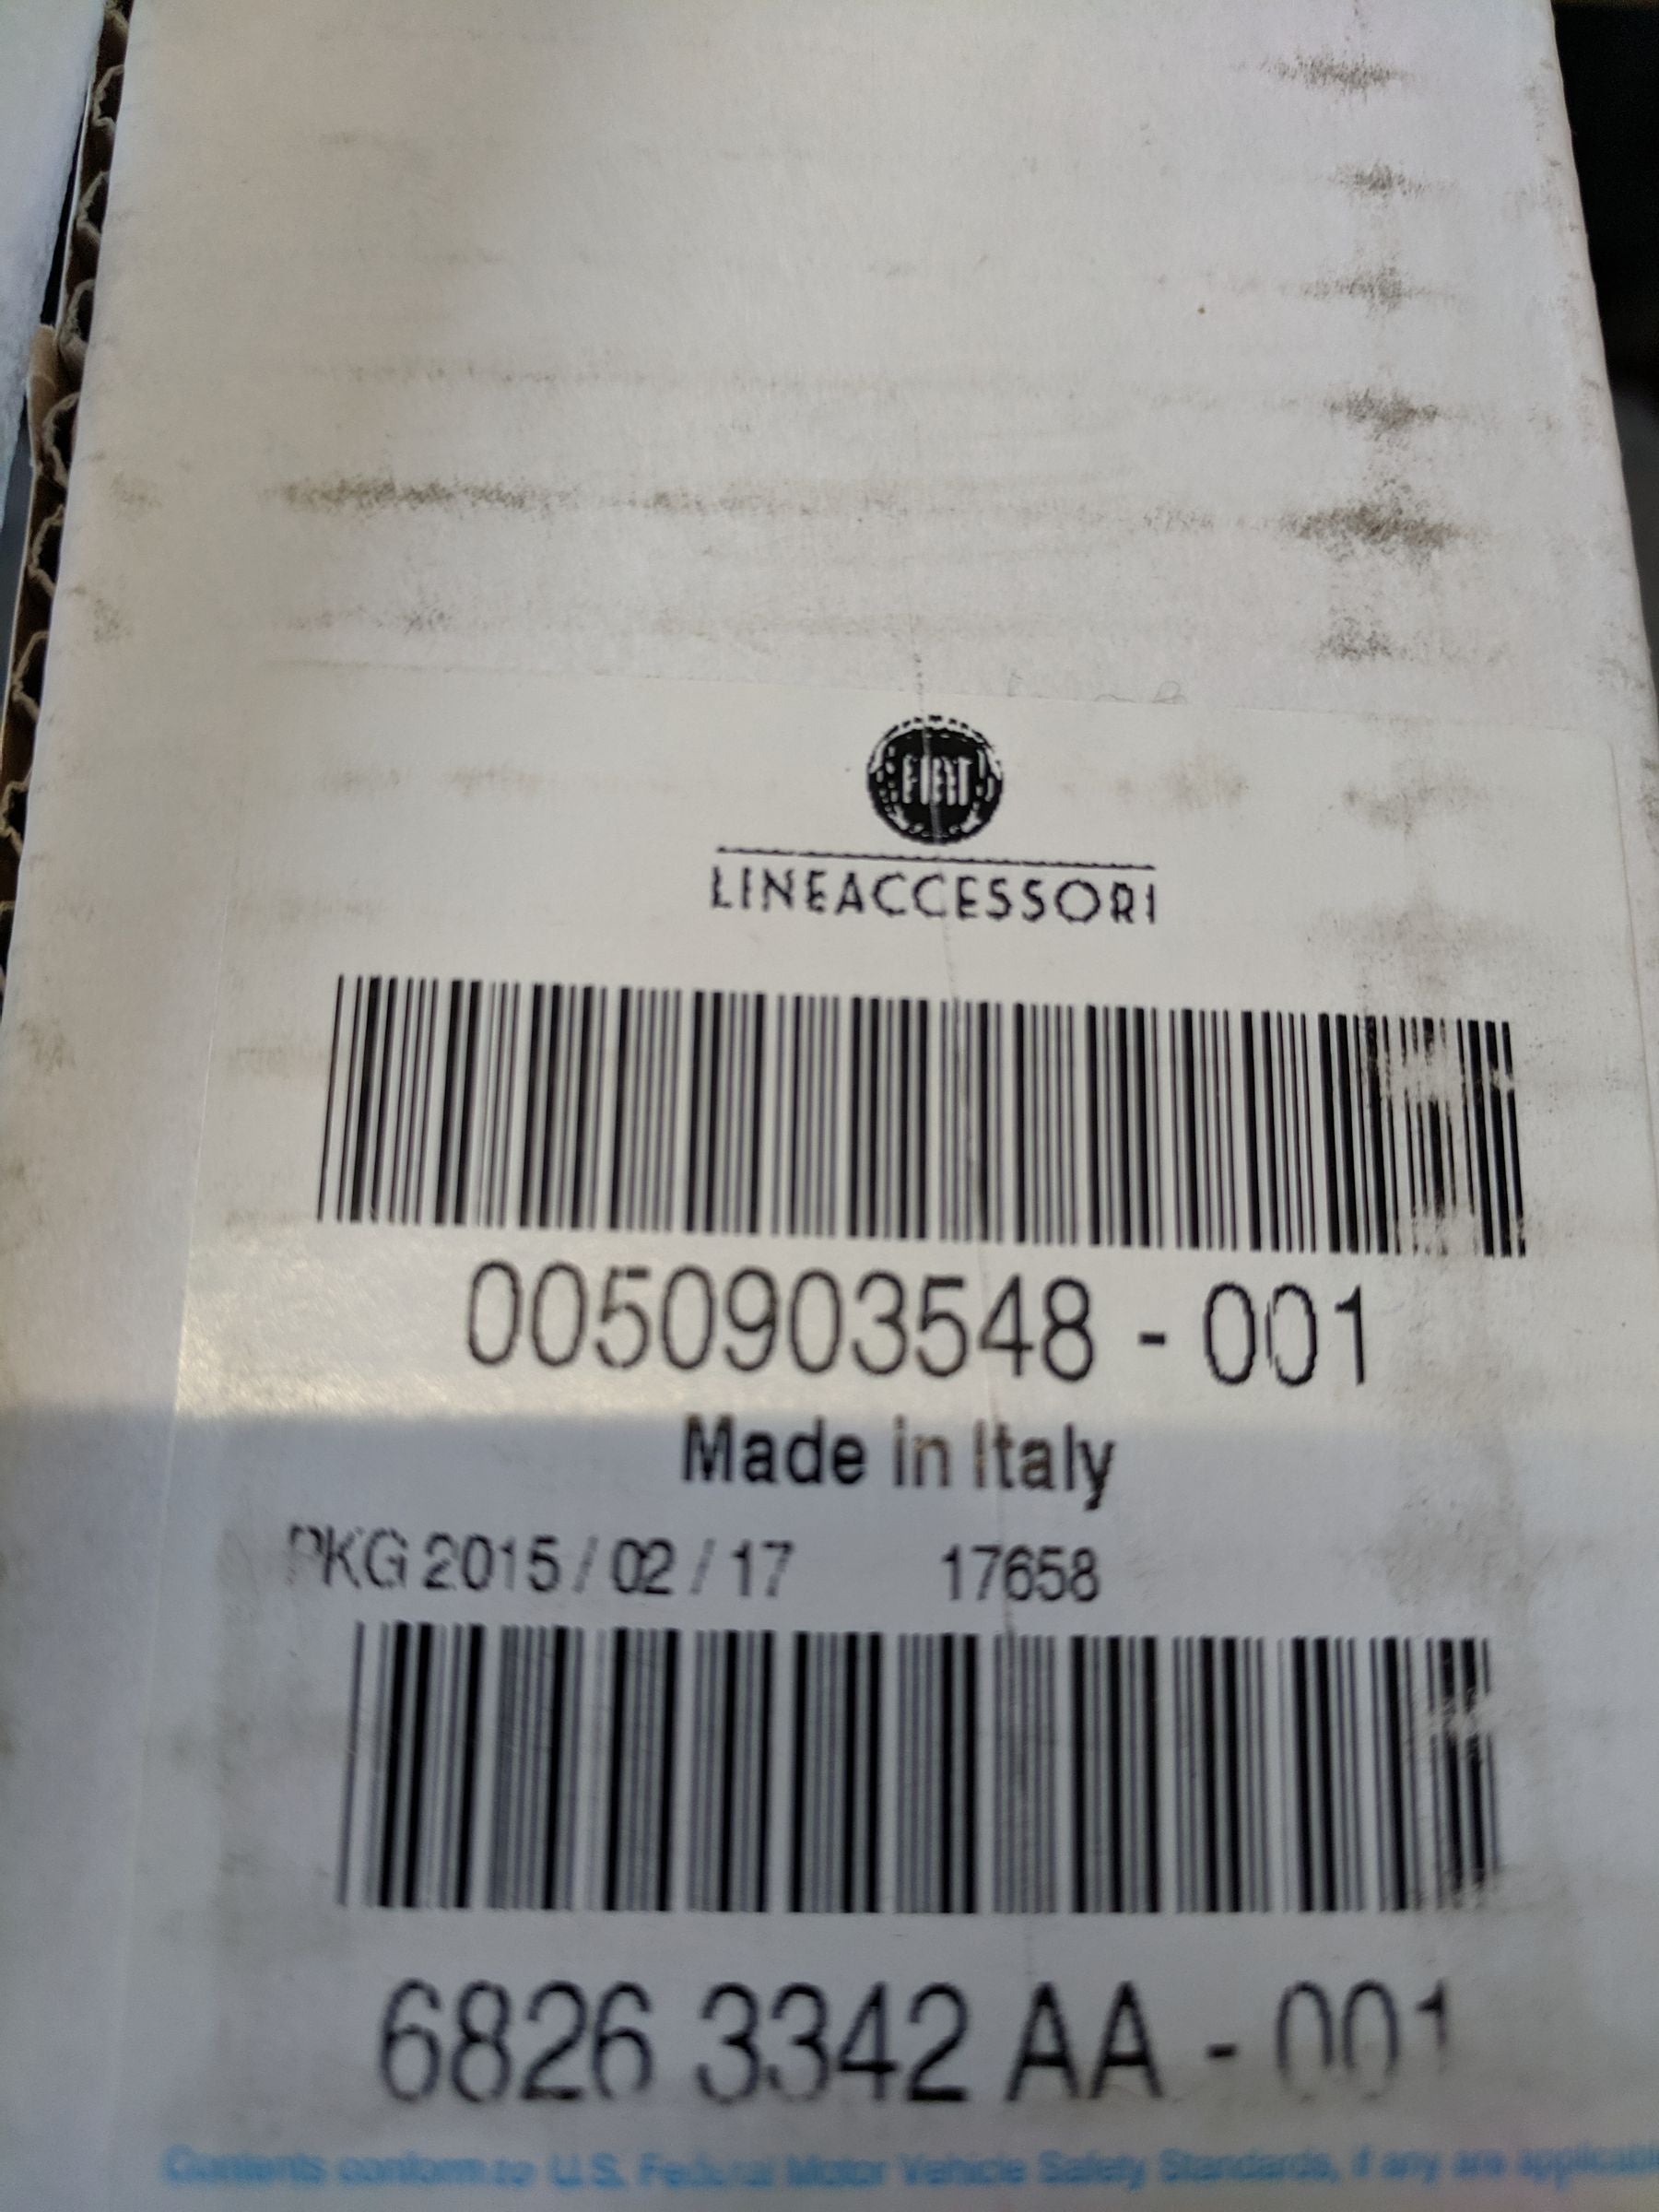 FIAT
LINEACCESSORI
0050903548 - 001
Made in Italy
PKG 2015 / 02 / 17 17658
6826 3342 AA - 001
Contents conform to U.S. Federal Motor Vehicle Safety Standards, if any are applicable